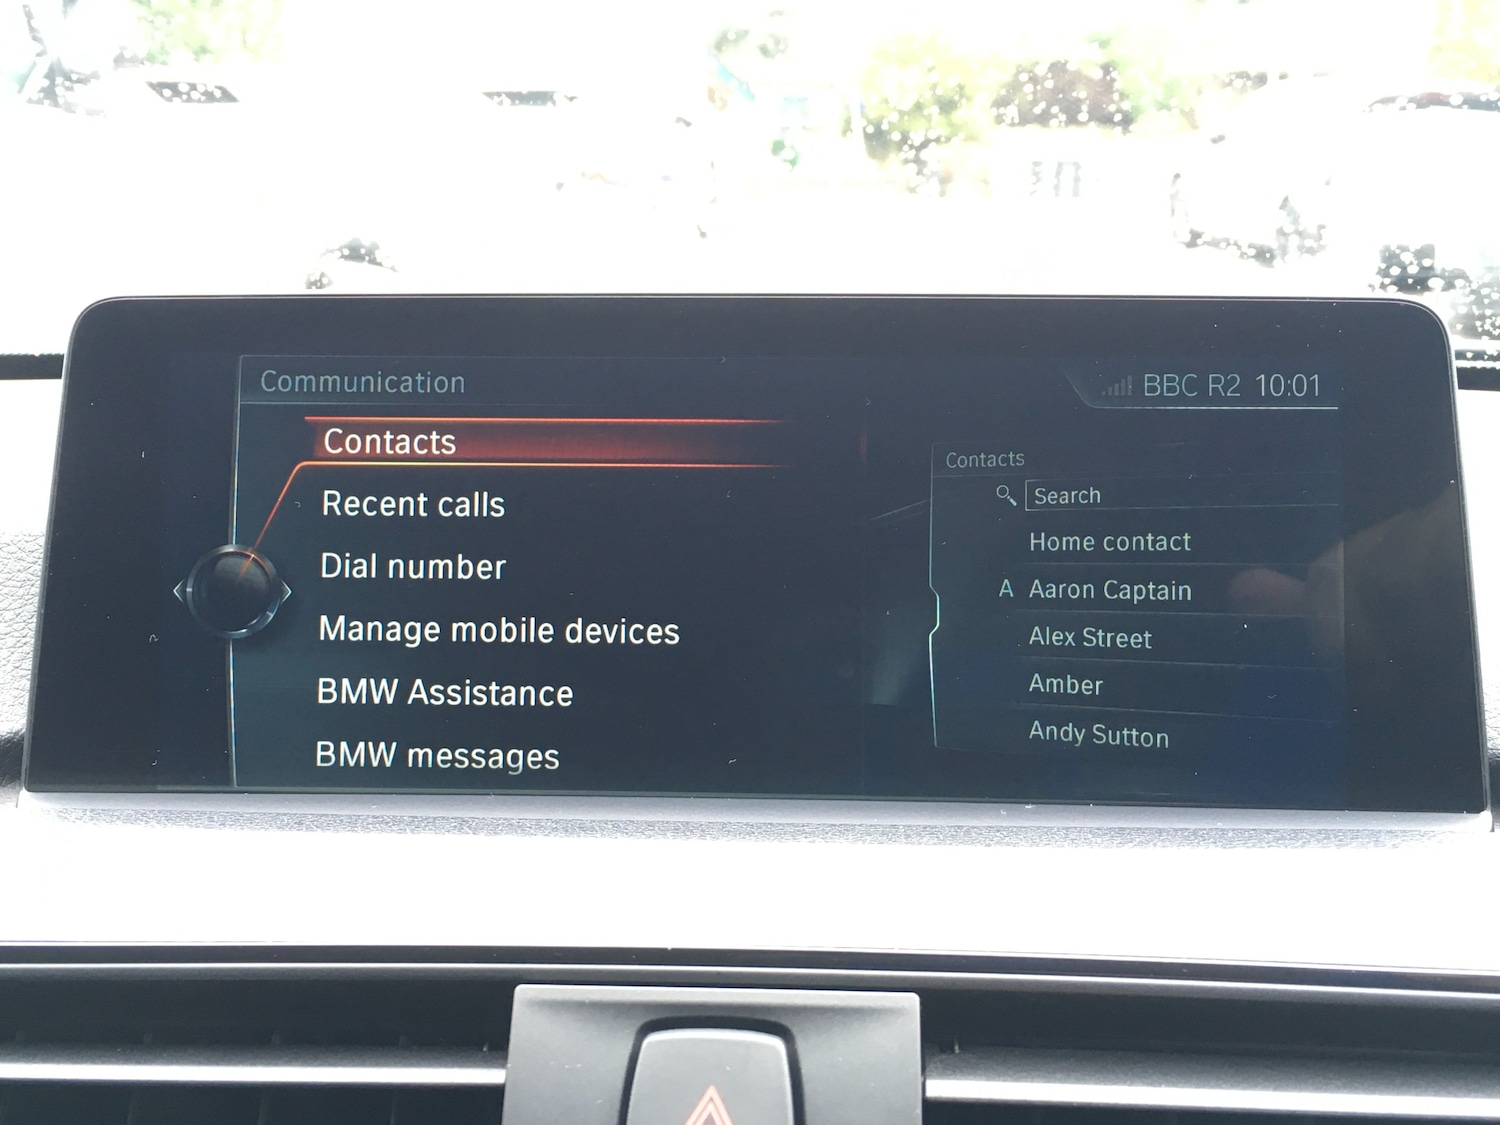 Communication
BBC R2 10:01
Contacts
Recent calls
Dial number
Manage mobile devices
BMW Assistance
BMW messages
Contacts
Search
Home contact
A Aaron Captain
Alex Street
Amber
Andy Sutton